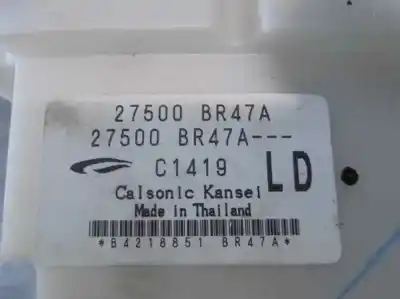 27500 BR47A
27500 BR47A---
C1419 LD
Calsonic Kansei
Made in Thailand
*B4218851 BR47A*